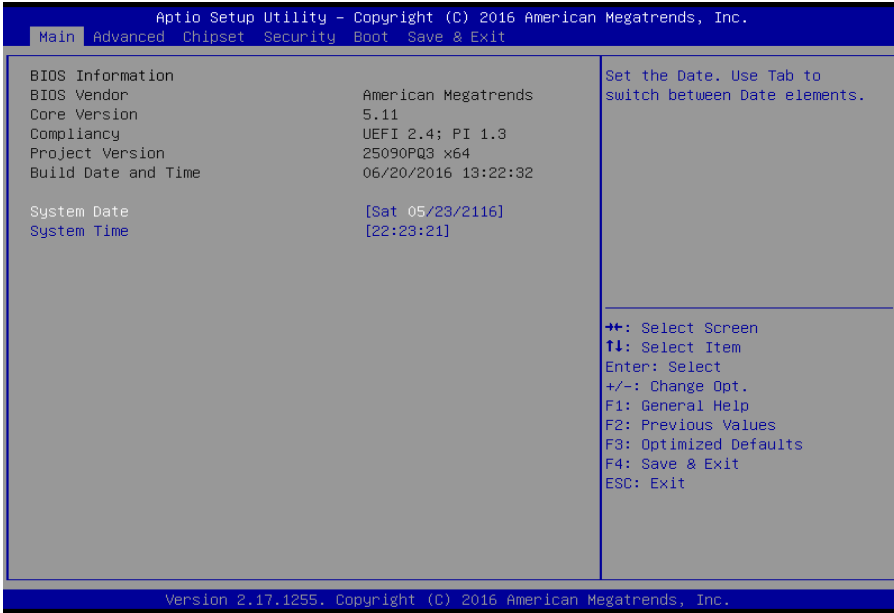 Aptio Setup Utility – Copyright (C) 2016 American Megatrends, Inc.
Main Advanced Chipset Security Boot Save & Exit
BIOS Information
BIOS Vendor American Megatrends
Core Version 5.11
Compliancy UEFI 2.4; PI 1.3
Project Version 25090PQ3 x64
Build Date and Time 06/20/2016 13:22:32
System Date [Sat 05/23/2116]
System Time [22:23:21]
Set the Date. Use Tab to
switch between Date elements.
→←: Select Screen
↑↓: Select Item
Enter: Select
+/-: Change Opt.
F1: General Help
F2: Previous Values
F3: Optimized Defaults
F4: Save & Exit
ESC: Exit
Version 2.17.1255. Copyright (C) 2016 American Megatrends, Inc.